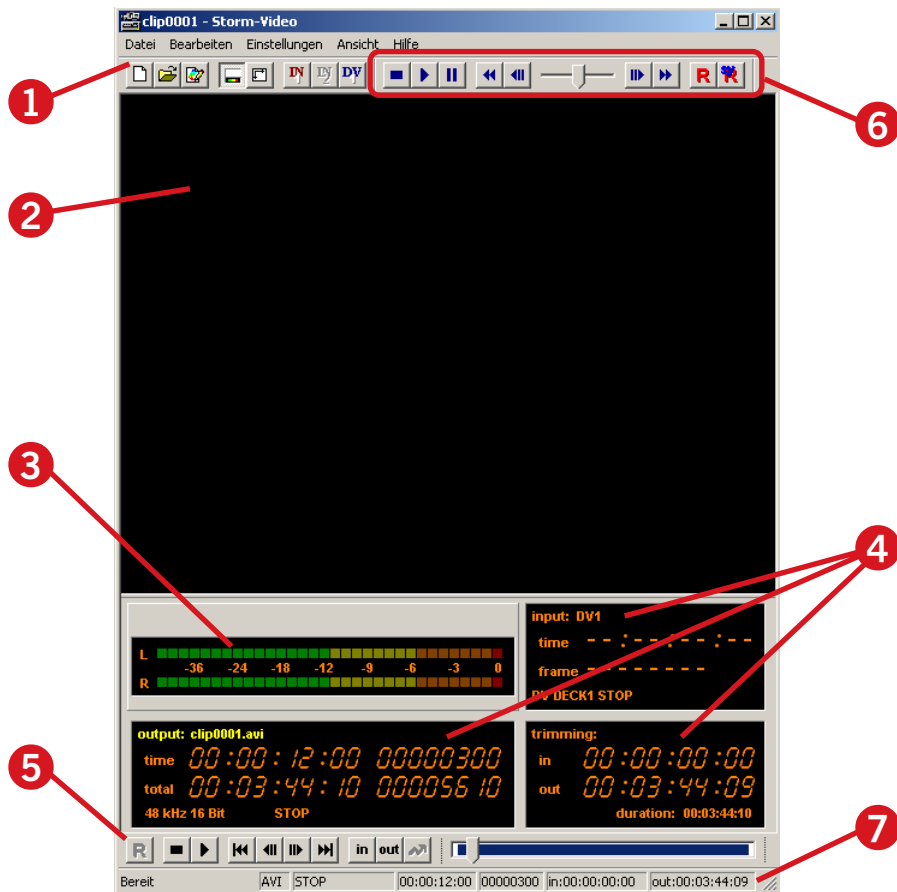 clip0001 - Storm-Video
Datei Bearbeiten Einstellungen Ansicht Hilfe
1
IN IN2 DV R R
6
2
3
4
input: DV1
time --:--:--:--
frame --------
DV DECK1 STOP
L
-36 -24 -18 -12 -9 -6 -3 0
R
output: clip0001.avi
time 00:00:12:00 00000300
total 00:03:44:10 00005610
48 kHz 16 Bit STOP
trimming:
in 00:00:00:00
out 00:03:44:09
duration: 00:03:44:10
5
R in out
7
Bereit AVI STOP 00:00:12:00 00000300 in:00:00:00:00 out:00:03:44:09